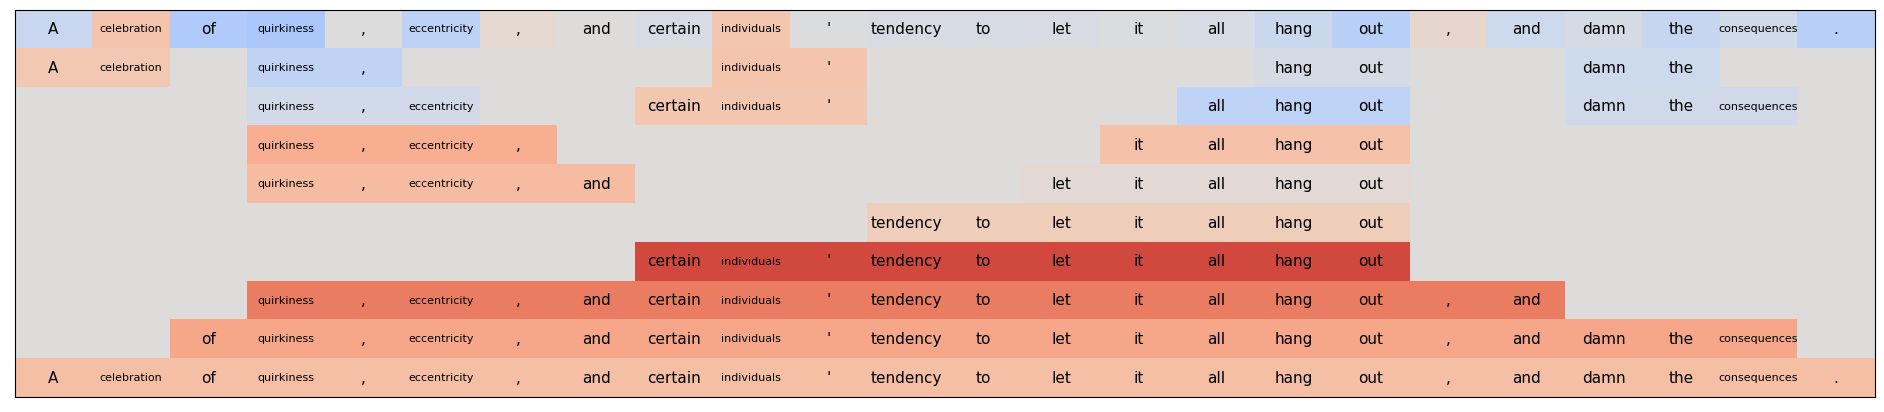 A celebration of quirkiness , eccentricity , and certain individuals ' tendency to let it all hang out , and damn the consequences .
A celebration quirkiness , individuals ' hang out damn the
quirkiness , eccentricity certain individuals ' all hang out damn the consequences
quirkiness , eccentricity , it all hang out
quirkiness , eccentricity , and let it all hang out
tendency to let it all hang out
certain individuals ' tendency to let it all hang out
quirkiness , eccentricity , and certain individuals ' tendency to let it all hang out , and
of quirkiness , eccentricity , and certain individuals ' tendency to let it all hang out , and damn the consequences
A celebration of quirkiness , eccentricity , and certain individuals ' tendency to let it all hang out , and damn the consequences .